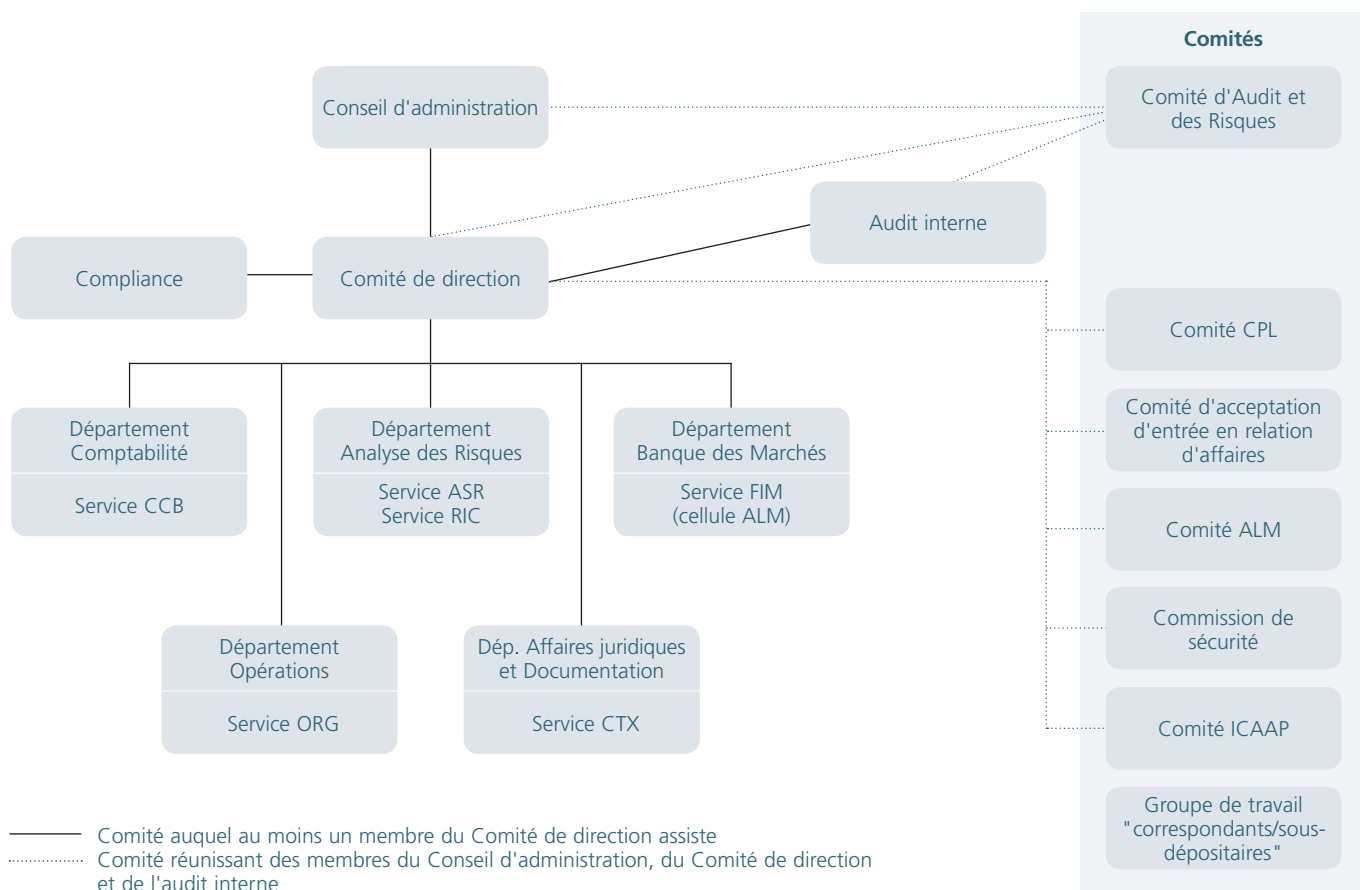 Comités
Conseil d'administration
Comité d'Audit et
des Risques
Audit interne
Compliance
Comité de direction
Comité CPL
Comité d'acceptation
d'entrée en relation
d'affaires
Comité ALM
Commission de
sécurité
Comité ICAAP
Groupe de travail
"correspondants/sous-
dépositaires"
Département
Comptabilité
Service CCB
Département
Analyse des Risques
Service ASR
Service RIC
Département
Banque des Marchés
Service FIM
(cellule ALM)
Département
Opérations
Service ORG
Dép. Affaires juridiques
et Documentation
Service CTX
Comité auquel au moins un membre du Comité de direction assiste
Comité réunissant des membres du Conseil d'administration, du Comité de direction
et de l'audit interne